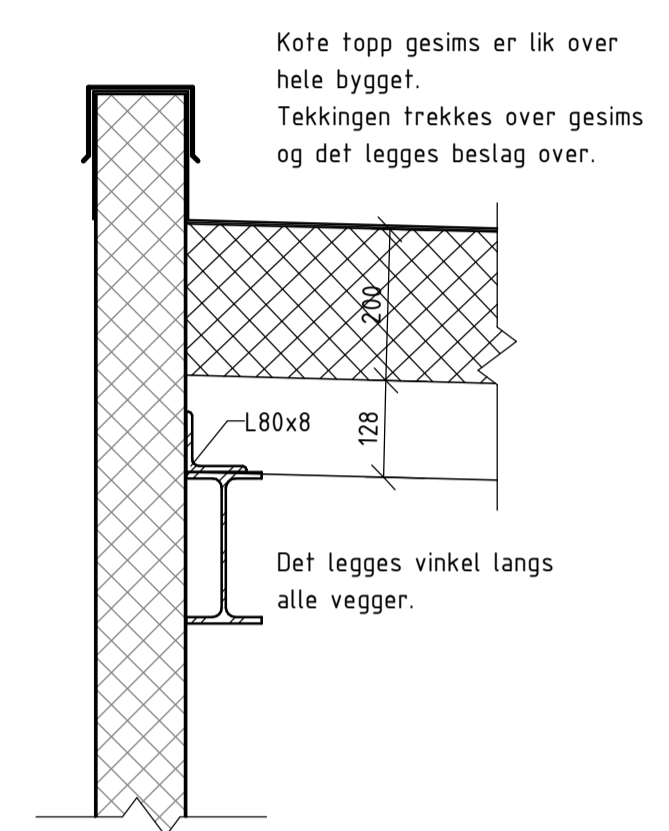 Kote topp gesims er lik over
hele bygget.
Tekkingen trekkes over gesims
og det legges beslag over.
200
L80x8
128
Det legges vinkel langs
alle vegger.